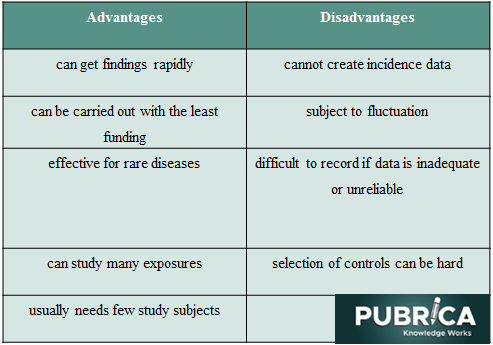 Advantages Disadvantages
can get findings rapidly cannot create incidence data
can be carried out with the least subject to fluctuation
funding
effective for rare diseases difficult to record if data is inadequate
or unreliable
can study many exposures selection of controls can be hard
usually needs few study subjects
PUBRICA
Knowledge Works